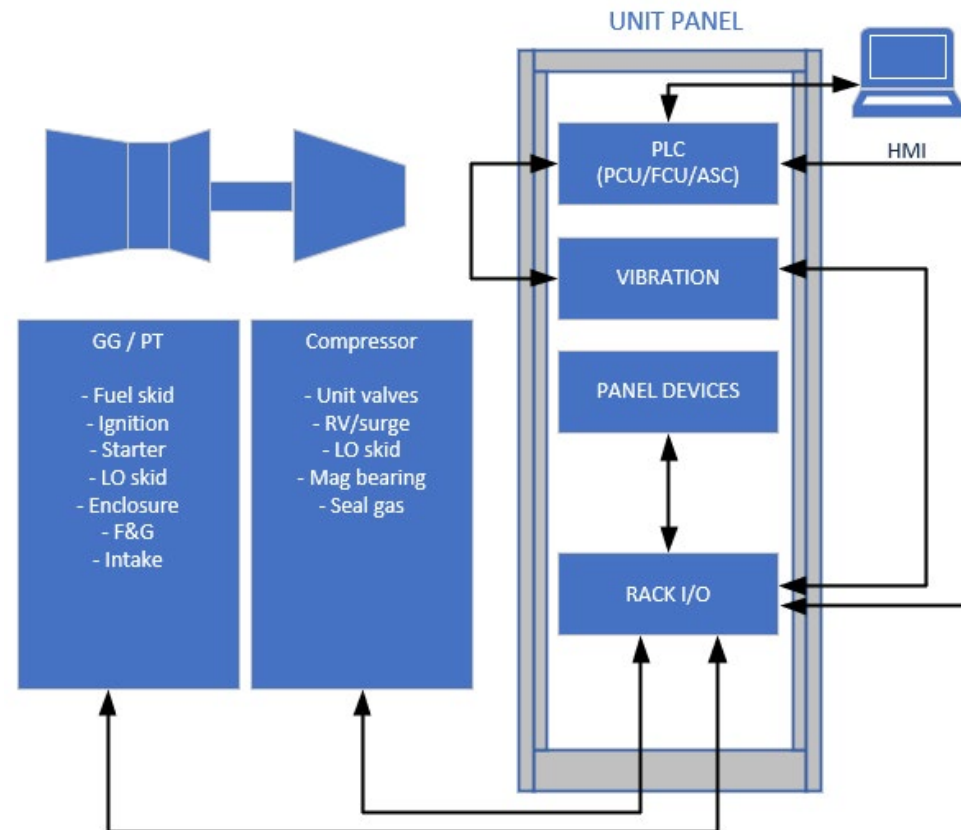 UNIT PANEL
PLC
(PCU/FCU/ASC)
HMI
VIBRATION
PANEL DEVICES
RACK I/O
GG / PT
- Fuel skid
- Ignition
- Starter
- LO skid
- Enclosure
- F&G
- Intake
Compressor
- Unit valves
- RV/surge
- LO skid
- Mag bearing
- Seal gas